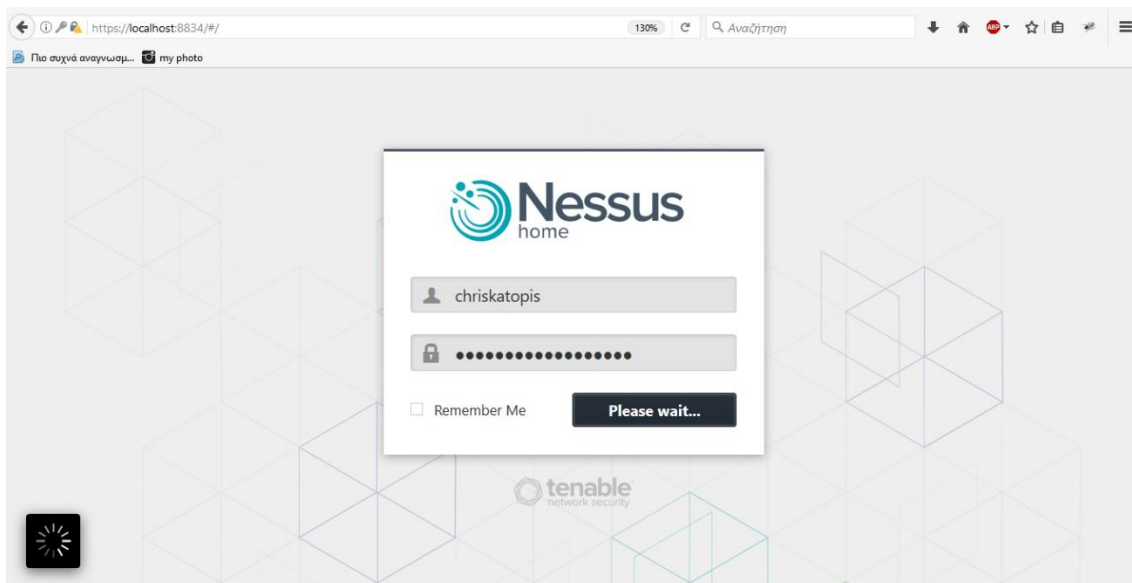 https://localhost:8834/#/
130%
Αναζήτηση
ABP
Πιο συχνά αναγνωσμ... my photo
Nessus
home
chriskatopis
••••••••••••••••••
Remember Me
Please wait...
tenable
network security